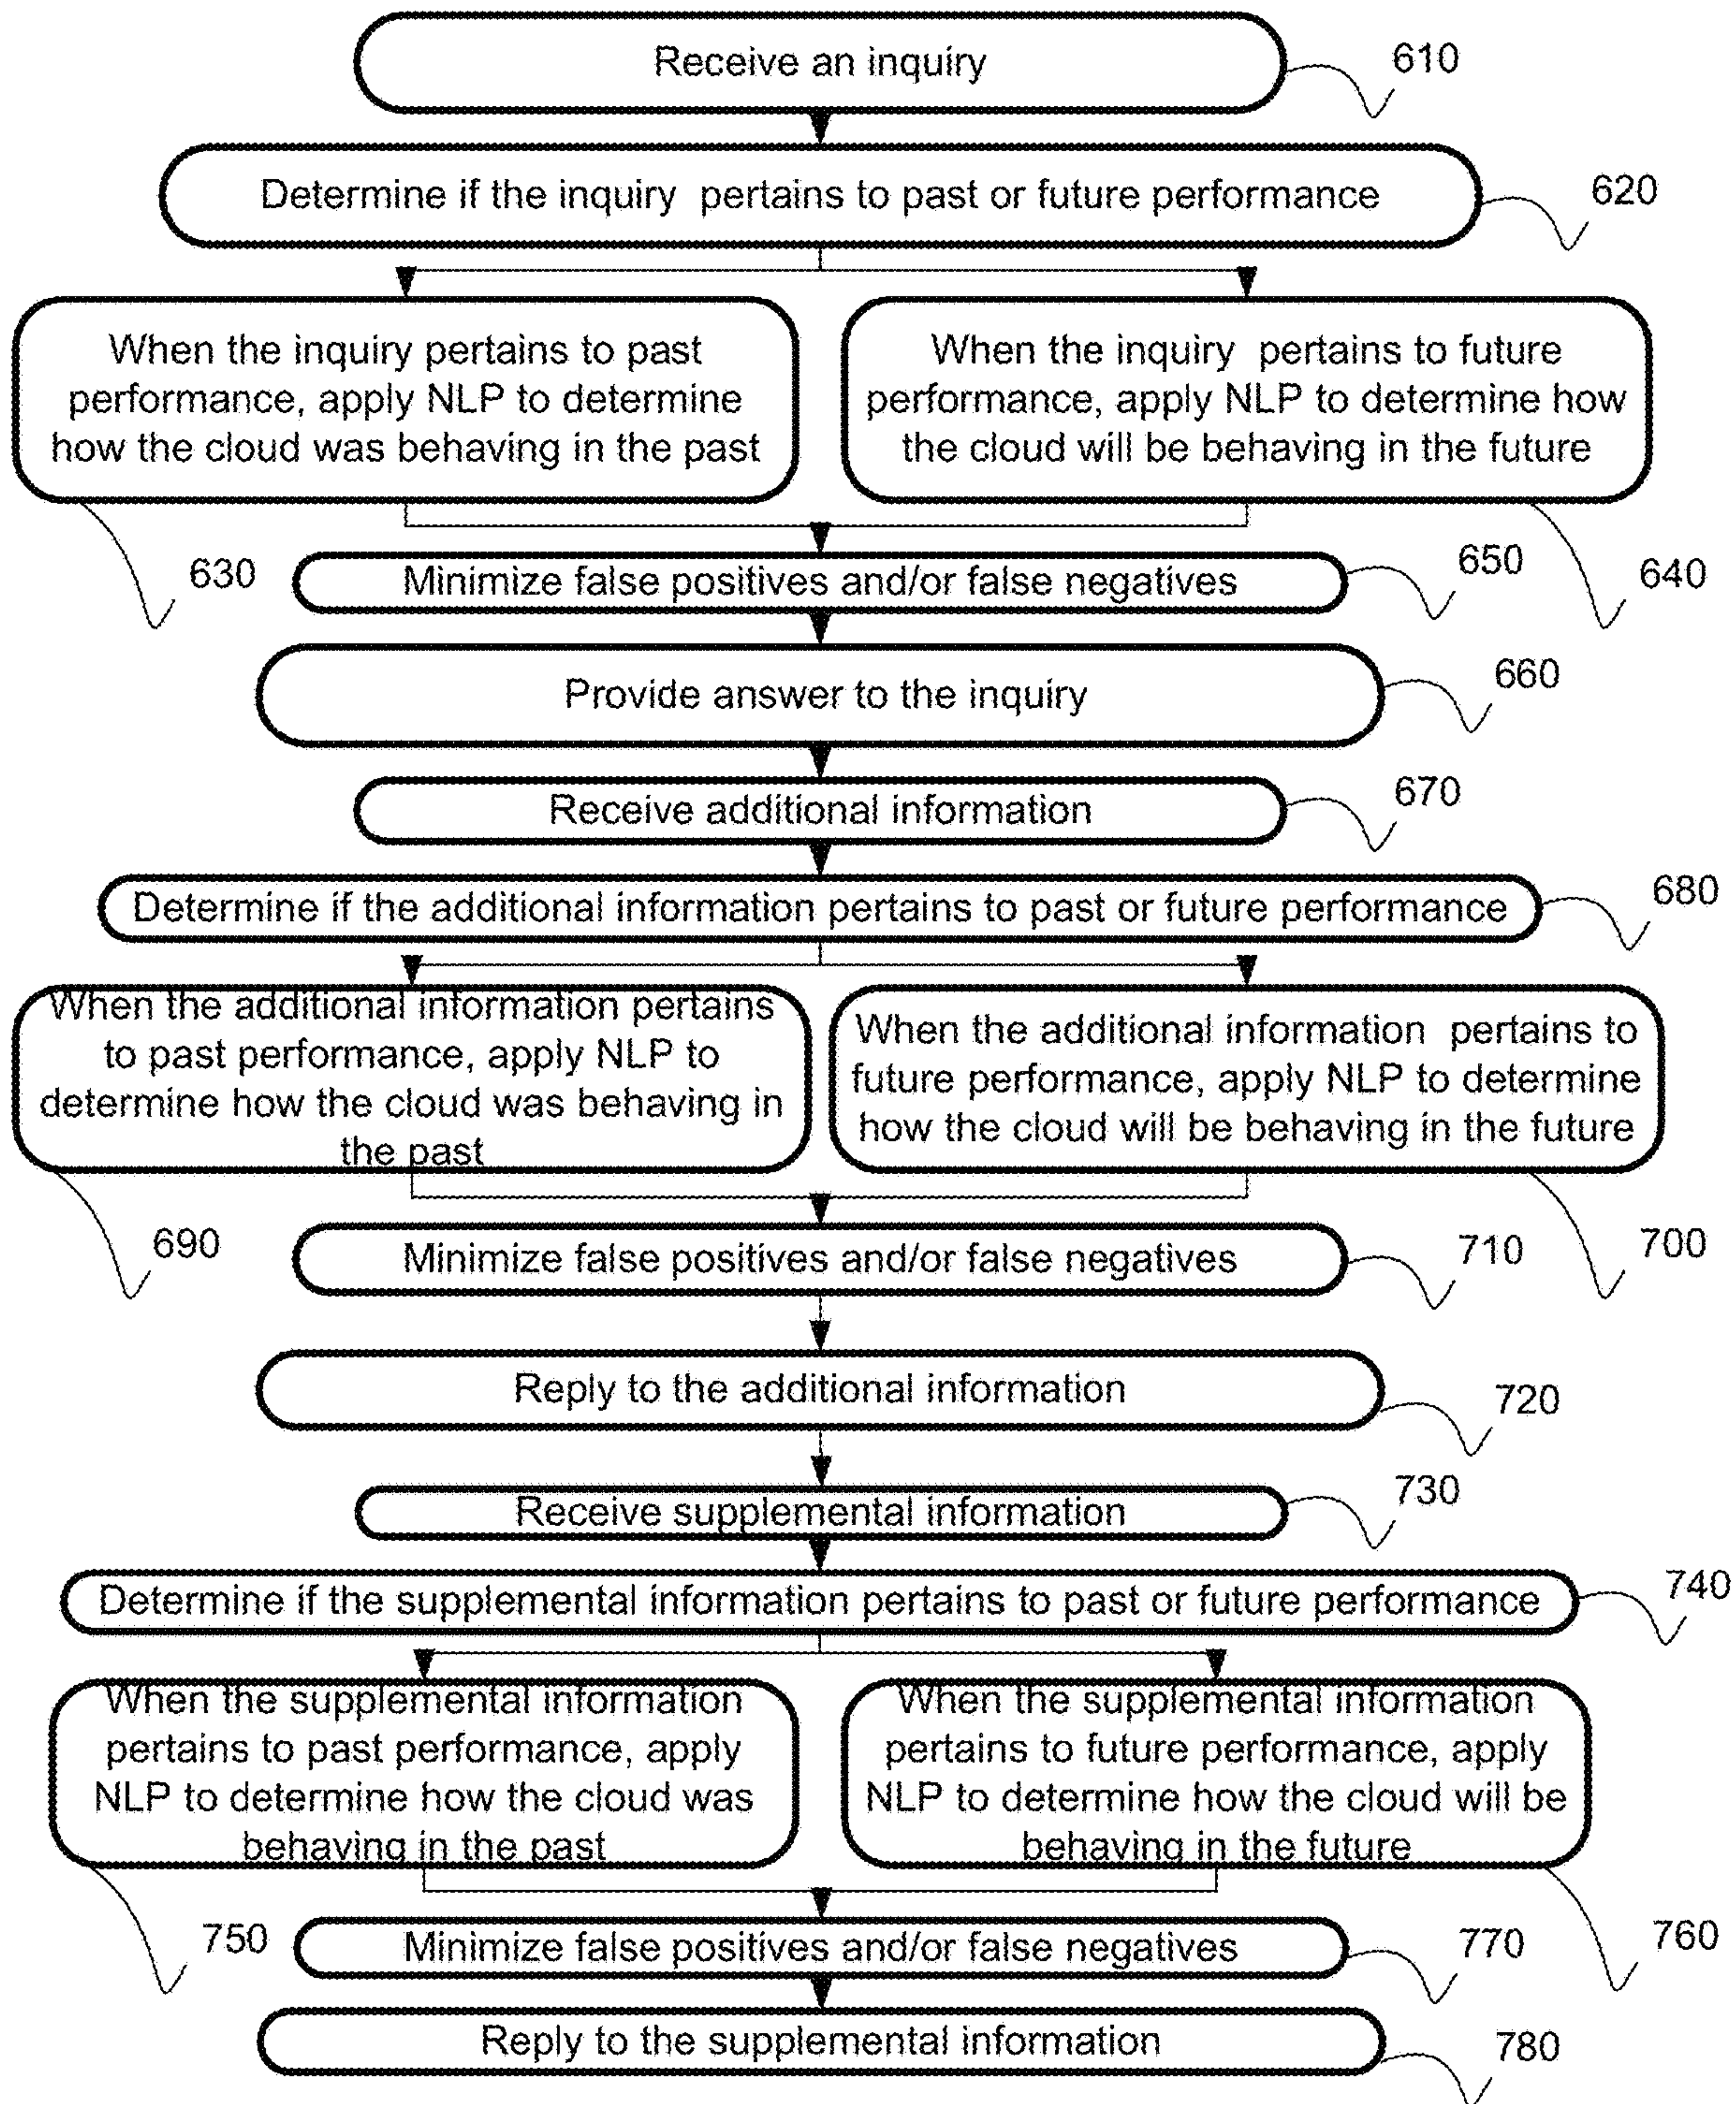 Receive an inquiry
610
Determine if the inquiry pertains to past or future performance
620
When the inquiry pertains to past
performance, apply NLP to determine
how the cloud was behaving in the past
When the inquiry pertains to future
performance, apply NLP to determine how
the cloud will be behaving in the future
630
Minimize false positives and/or false negatives
650
640
Provide answer to the inquiry
660
Receive additional information
670
Determine if the additional information pertains to past or future performance
680
When the additional information pertains
to past performance, apply NLP to
determine how the cloud was behaving in
the past
When the additional information pertains to
future performance, apply NLP to determine
how the cloud will be behaving in the future
690
Minimize false positives and/or false negatives
710
700
Reply to the additional information
720
Receive supplemental information
730
Determine if the supplemental information pertains to past or future performance
740
When the supplemental information
pertains to past performance, apply
NLP to determine how the cloud was
behaving in the past
When the supplemental information
pertains to future performance, apply
NLP to determine how the cloud will be
behaving in the future
750
Minimize false positives and/or false negatives
770
760
Reply to the supplemental information
780